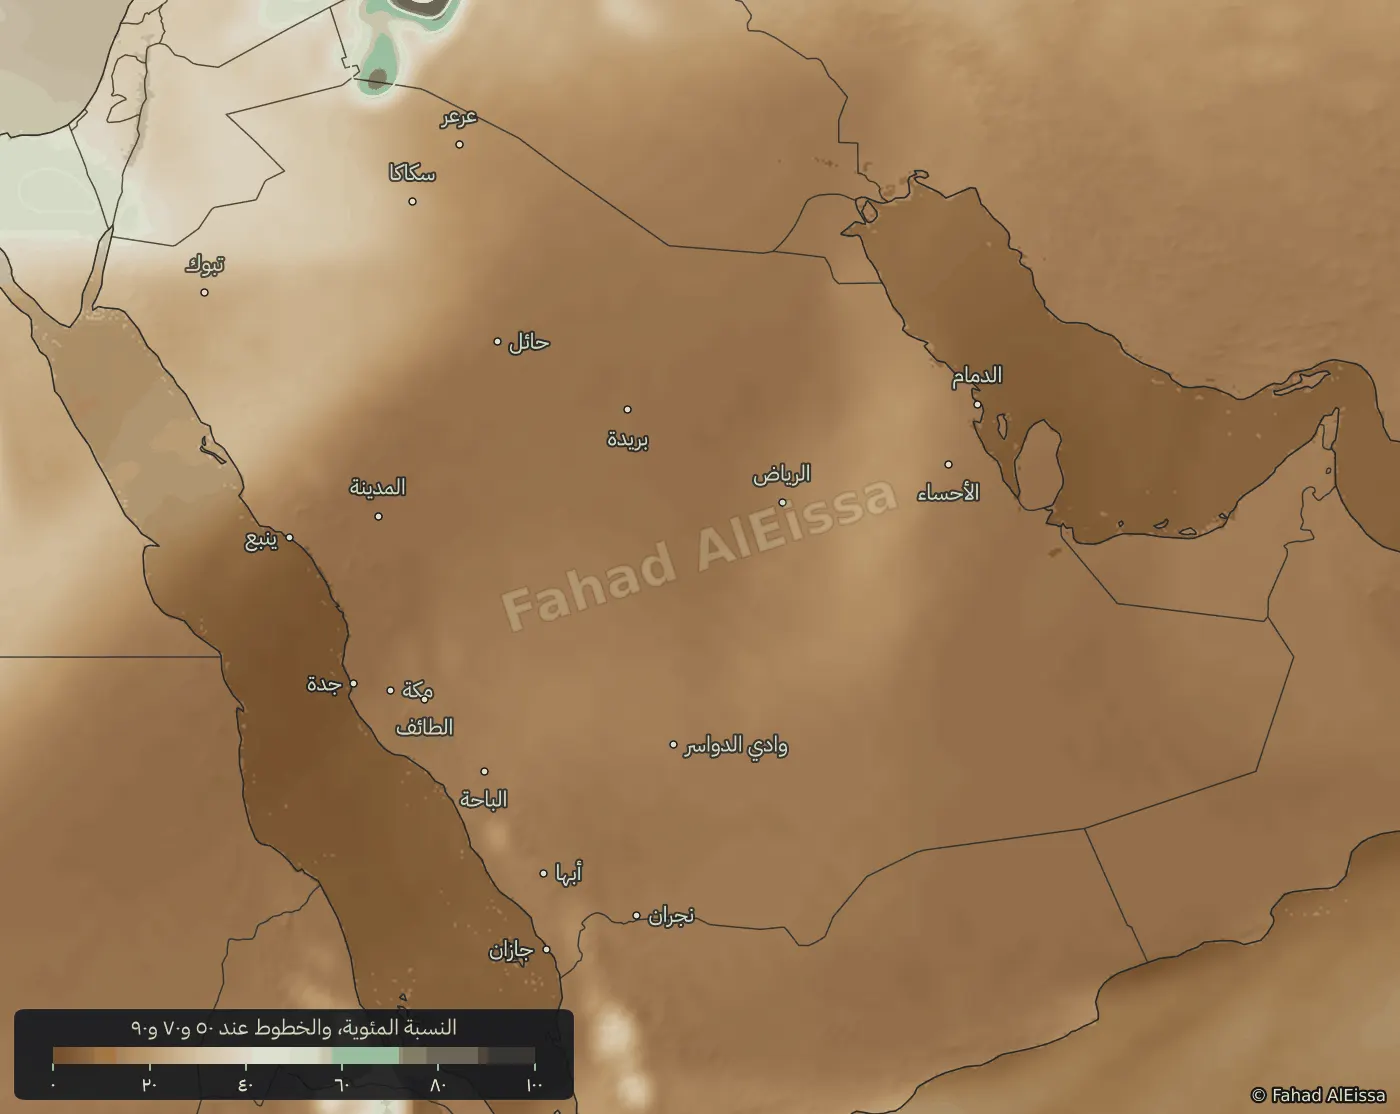 عرعر
سكاكا
تبوك
حائل
الدمام
بريدة
الرياض
الأحساء
المدينة
ينبع
Fahad AlEissa
جدة
مكة
الطائف
وادي الدواسر
الباحة
أبها
نجران
جازان
النسبة المئوية، والخطوط عند ٥٠ و٧٠ و٩٠
٠ ٢٠ ٤٠ ٦٠ ٨٠ ١٠٠
© Fahad AlEissa